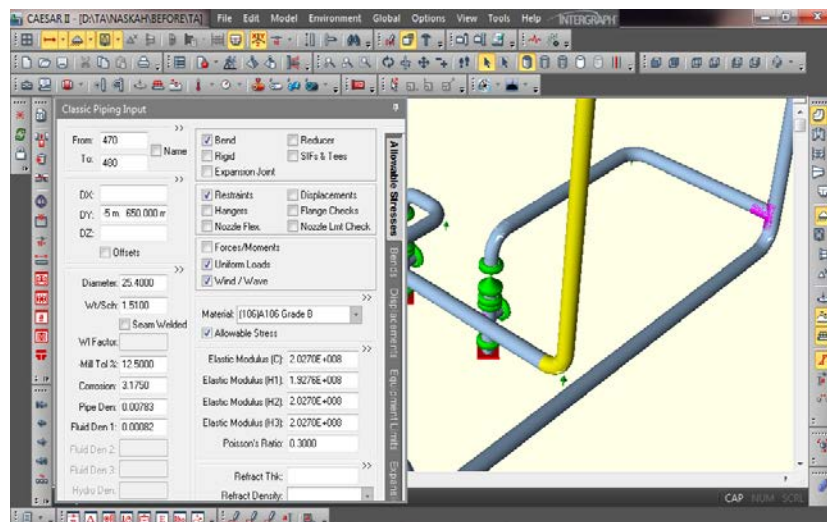 CAESAR II - [D:\TA\NASKAH\BEFORE\TA] File Edit Model Environment Global Options View Tools Help INTERGRAPH
Classic Piping Input
From: 470
To: 480
Name
>>
DX:
DY: -5 m. 650.000 m
DZ:
Offsets
>>
Diameter: 25.4000
Wt/Sch: 1.5100
Seam Welded
WI Factor:
Mill Tol %: 12.5000
Corrosion: 3.1750
Pipe Den: 0.00783
Fluid Den 1: 0.00082
Fluid Den 2:
Fluid Den 3:
Hydro Den:
Bend Reducer
Rigid SIFs & Tees
Expansion Joint
Restraints Displacements
Hangers Flange Checks
Nozzle Flex Nozzle Lmt Check
Forces/Moments
Uniform Loads
Wind / Wave
>>
Material: (106)A106 Grade B
Allowable Stress
>>
Elastic Modulus (C): 2.0270E+008
Elastic Modulus (H1): 1.9276E+008
Elastic Modulus (H2): 2.0270E+008
Elastic Modulus (H3): 2.0270E+008
Poisson's Ratio: 0.3000
>>
Refract Thk:
Refract Density:
Allowable Stresses
Bends
Displacements
Equipment Limits
Expansi
CAP NUM SCRL